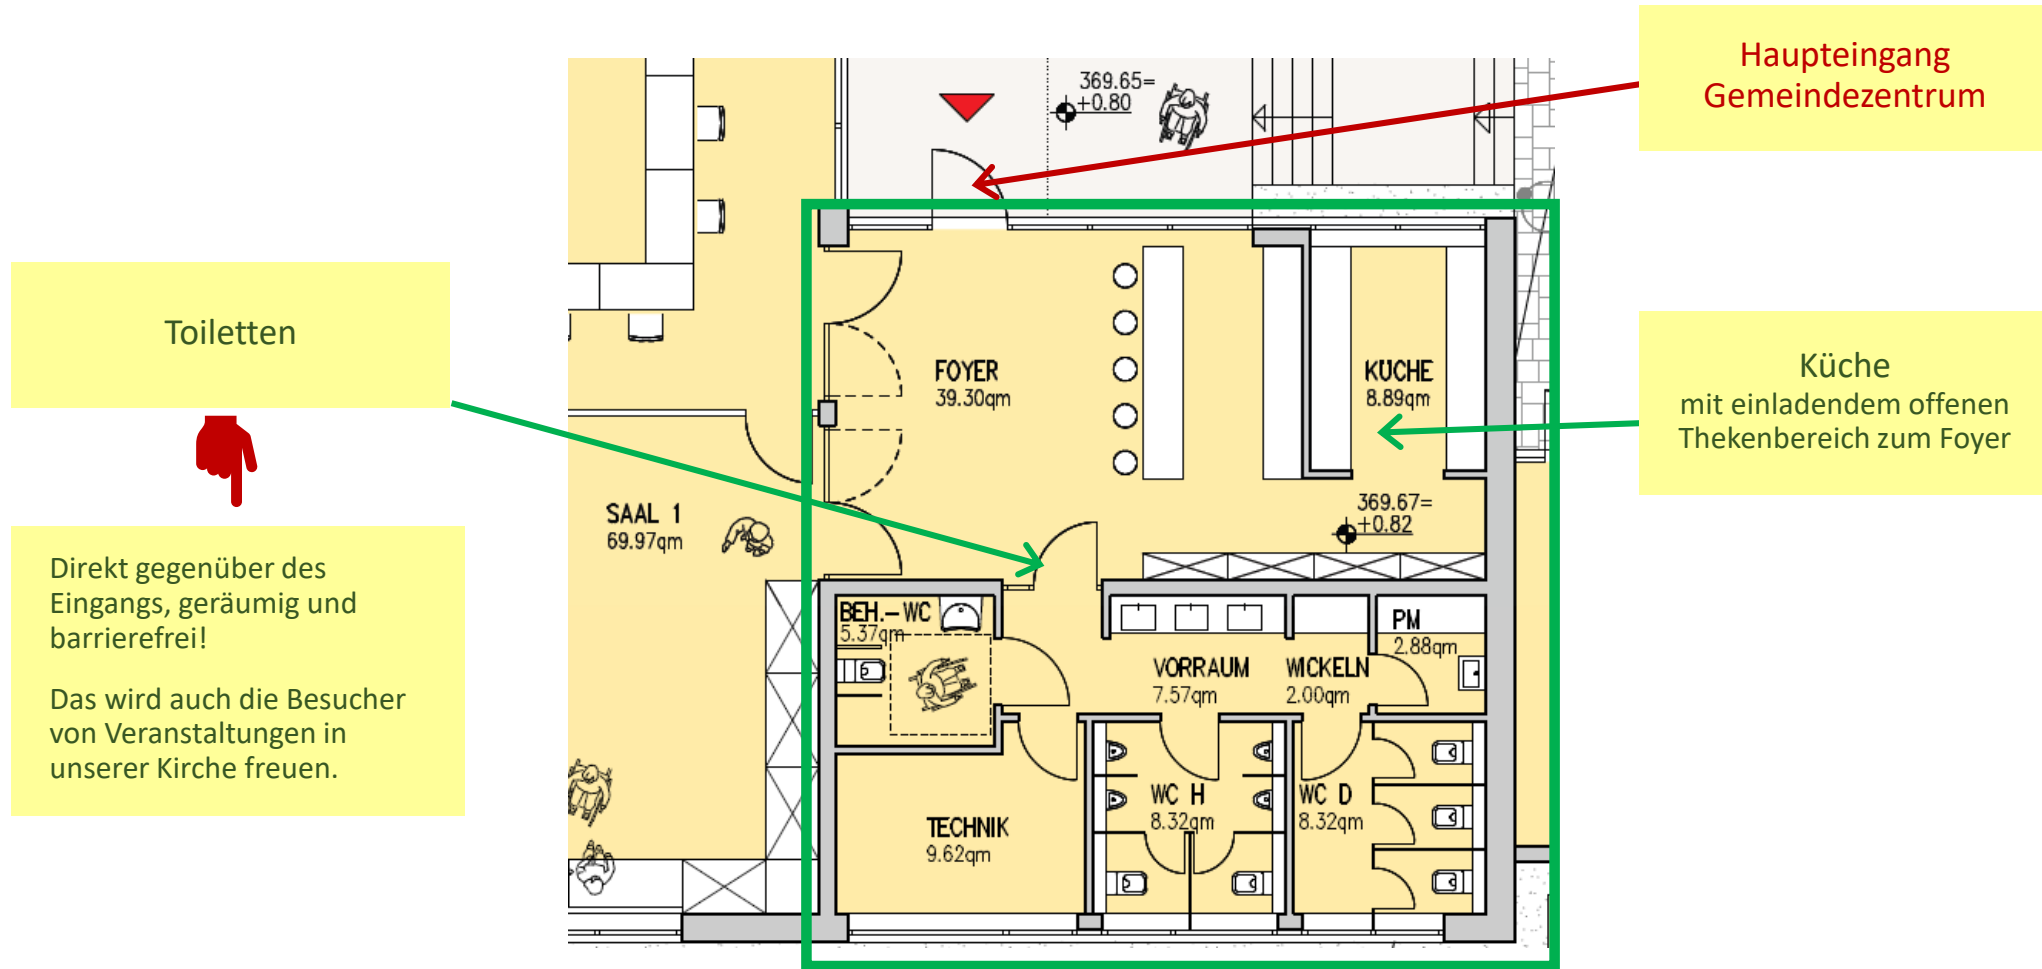 Haupteingang
Gemeindezentrum
369.65=
+0.80
Toiletten
FOYER
39.30qm
KÜCHE
8.89qm
Küche
mit einladendem offenen
Thekenbereich zum Foyer
369.67=
+0.82
SAAL 1
69.97qm
Direkt gegenüber des
Eingangs, geräumig und
barrierefrei!
Das wird auch die Besucher
von Veranstaltungen in
unserer Kirche freuen.
BEH.-WC
5.37qm
PM
2.88qm
VORRAUM
7.57qm
WICKELN
2.00qm
WC H
8.32qm
WC D
8.32qm
TECHNIK
9.62qm